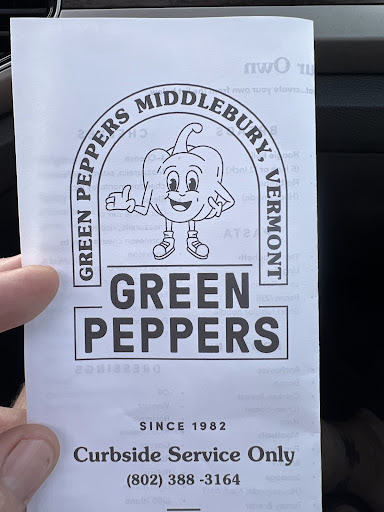 GREEN PEPPERS MIDDLEBURY, VERMONT
GREEN
PEPPERS
SINCE 1982
Curbside Service Only
(802) 388 -3164